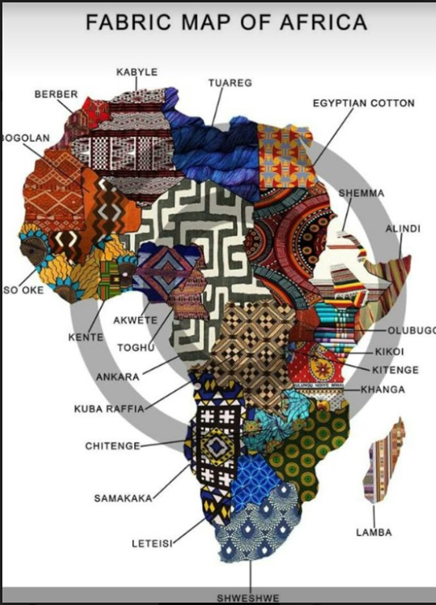 FABRIC MAP OF AFRICA
KABYLE
BERBER
TUAREG
EGYPTIAN COTTON
BOGOLAN
SHEMMA
ALINDI
SO OKE
AKWETE
KENTE
TOGHU
OLUBUGO
KIKOI
KITENGE
ANKARA
KHANGA
KUBA RAFFIA
CHITENGE
SAMAKAKA
LAMBA
LETEISI
SHWESHWE